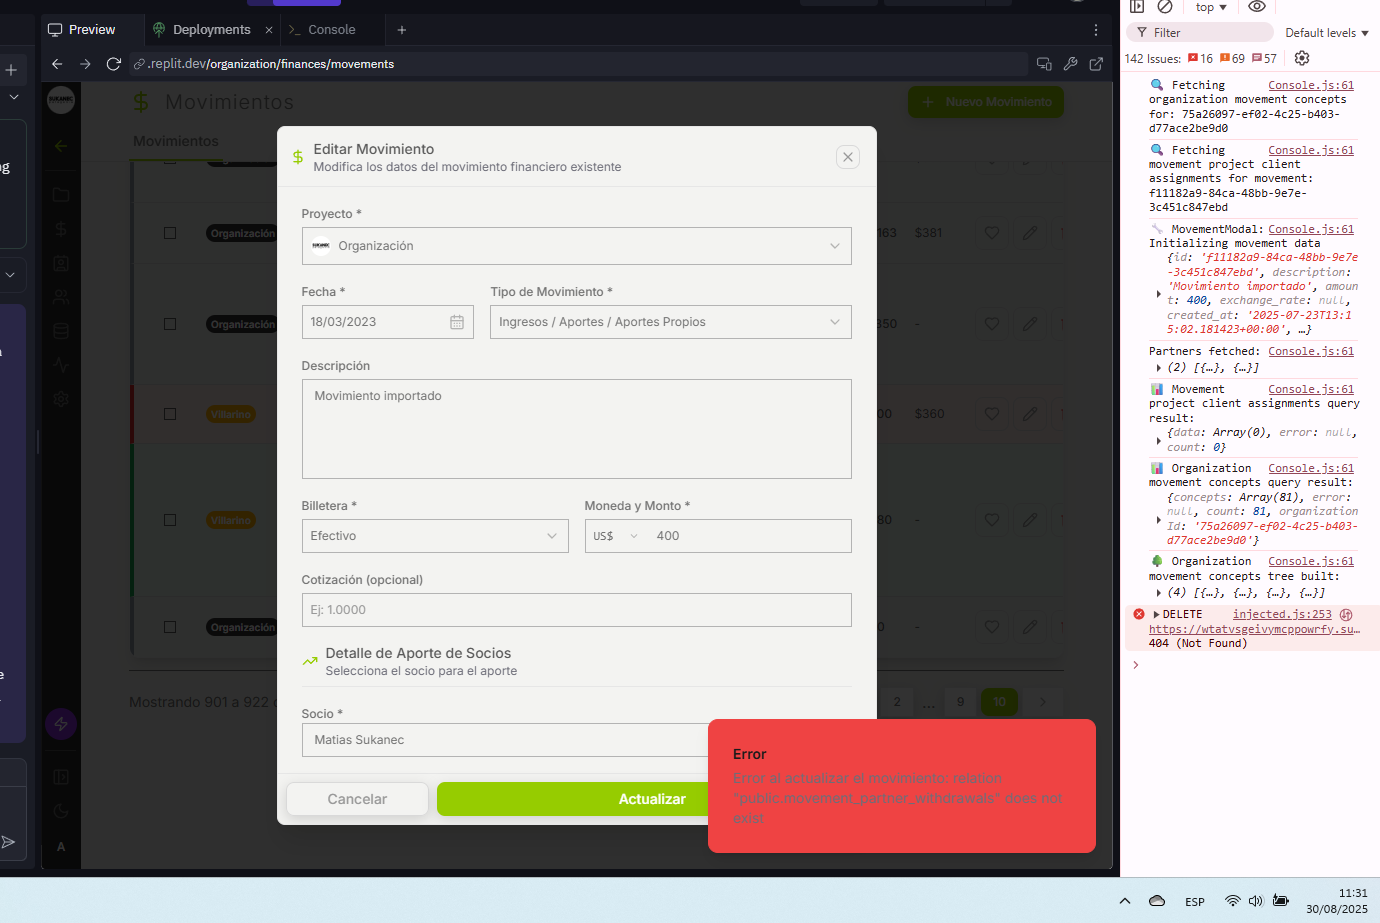 Preview
Deployments
Console
.replit.dev/organization/finances/movements
Movimientos
Nuevo Movimiento
Movimientos
Editar Movimiento
Modifica los datos del movimiento financiero existente
Proyecto *
SUKANEC Organización
Fecha *
Tipo de Movimiento *
18/03/2023
Ingresos / Aportes / Aportes Propios
Descripción
Movimiento importado
Billetera *
Moneda y Monto *
Efectivo
US$ 400
Cotización (opcional)
Ej: 1.0000
Detalle de Aporte de Socios
Selecciona el socio para el aporte
Socio *
Matias Sukanec
Cancelar
Actualizar
Error
Error al actualizar el movimiento: relation
"public.movement_partner_withdrawals" does not
exist
Organización
Organización 163 $381
Organización 350 -
Villarino 00 $360
Villarino 80 -
Organización 0 -
Mostrando 901 a 922
2 ... 9 10
A
top
Filter
Default levels
142 Issues: 16 69 57
Fetching Console.js:61
organization movement concepts
for: 75a26097-ef02-4c25-b403-
d77ace2be9d0
Fetching Console.js:61
movement project client
assignments for movement:
f11182a9-84ca-48bb-9e7e-
3c451c847ebd
MovementModal: Console.js:61
Initializing movement data
{id: 'f11182a9-84ca-48bb-9e7e
-3c451c847ebd', description:
'Movimiento importado', amoun
t: 400, exchange_rate: null,
created_at: '2025-07-23T13:1
5:02.181423+00:00', …}
Partners fetched: Console.js:61
(2) [{…}, {…}]
Movement Console.js:61
project client assignments query
result:
{data: Array(0), error: null,
count: 0}
Organization Console.js:61
movement concepts query result:
{concepts: Array(81), error:
null, count: 81, organization
Id: '75a26097-ef02-4c25-b403-
d77ace2be9d0'}
Organization Console.js:61
movement concepts tree built:
(4) [{…}, {…}, {…}, {…}]
DELETE injected.js:253
https://wtatvsgeivymcppowrfy.su…
404 (Not Found)
ESP
11:31
30/08/2025